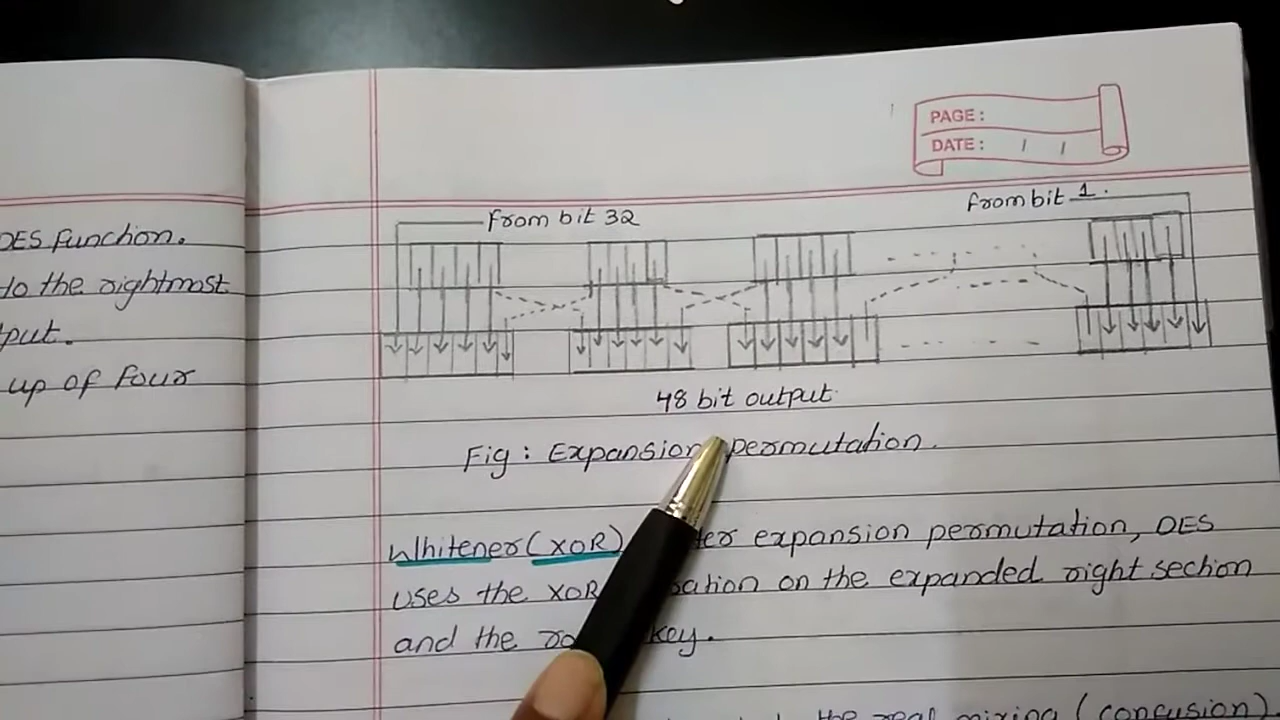 DES function.
to the rightmost
put.
up of four
PAGE:
DATE: / /
from bit 32
from bit 1.
48 bit output
Fig: Expansion permutation.
Whitener (XOR) expansion permutation, DES
uses the XOR on the expanded right section
and the key.
the real mixing (confusion)